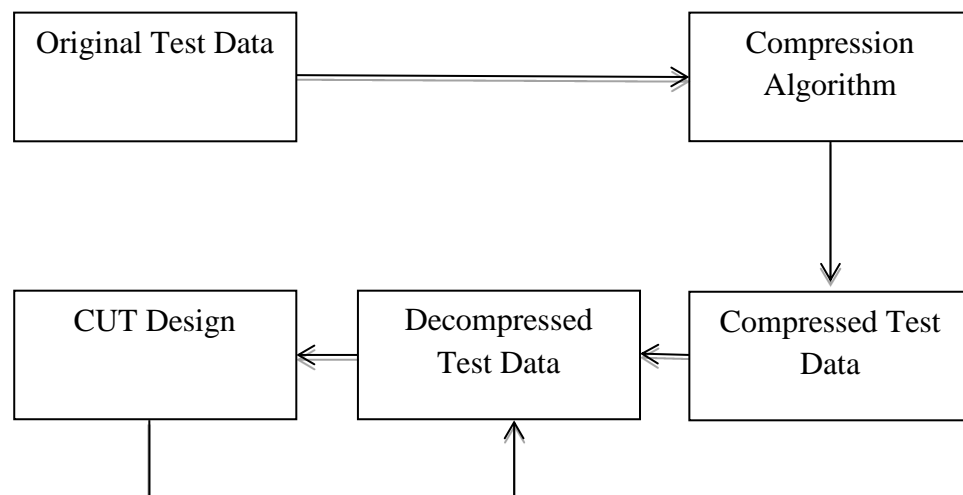 Original Test Data
Compression
Algorithm
CUT Design
Decompressed
Test Data
Compressed Test
Data